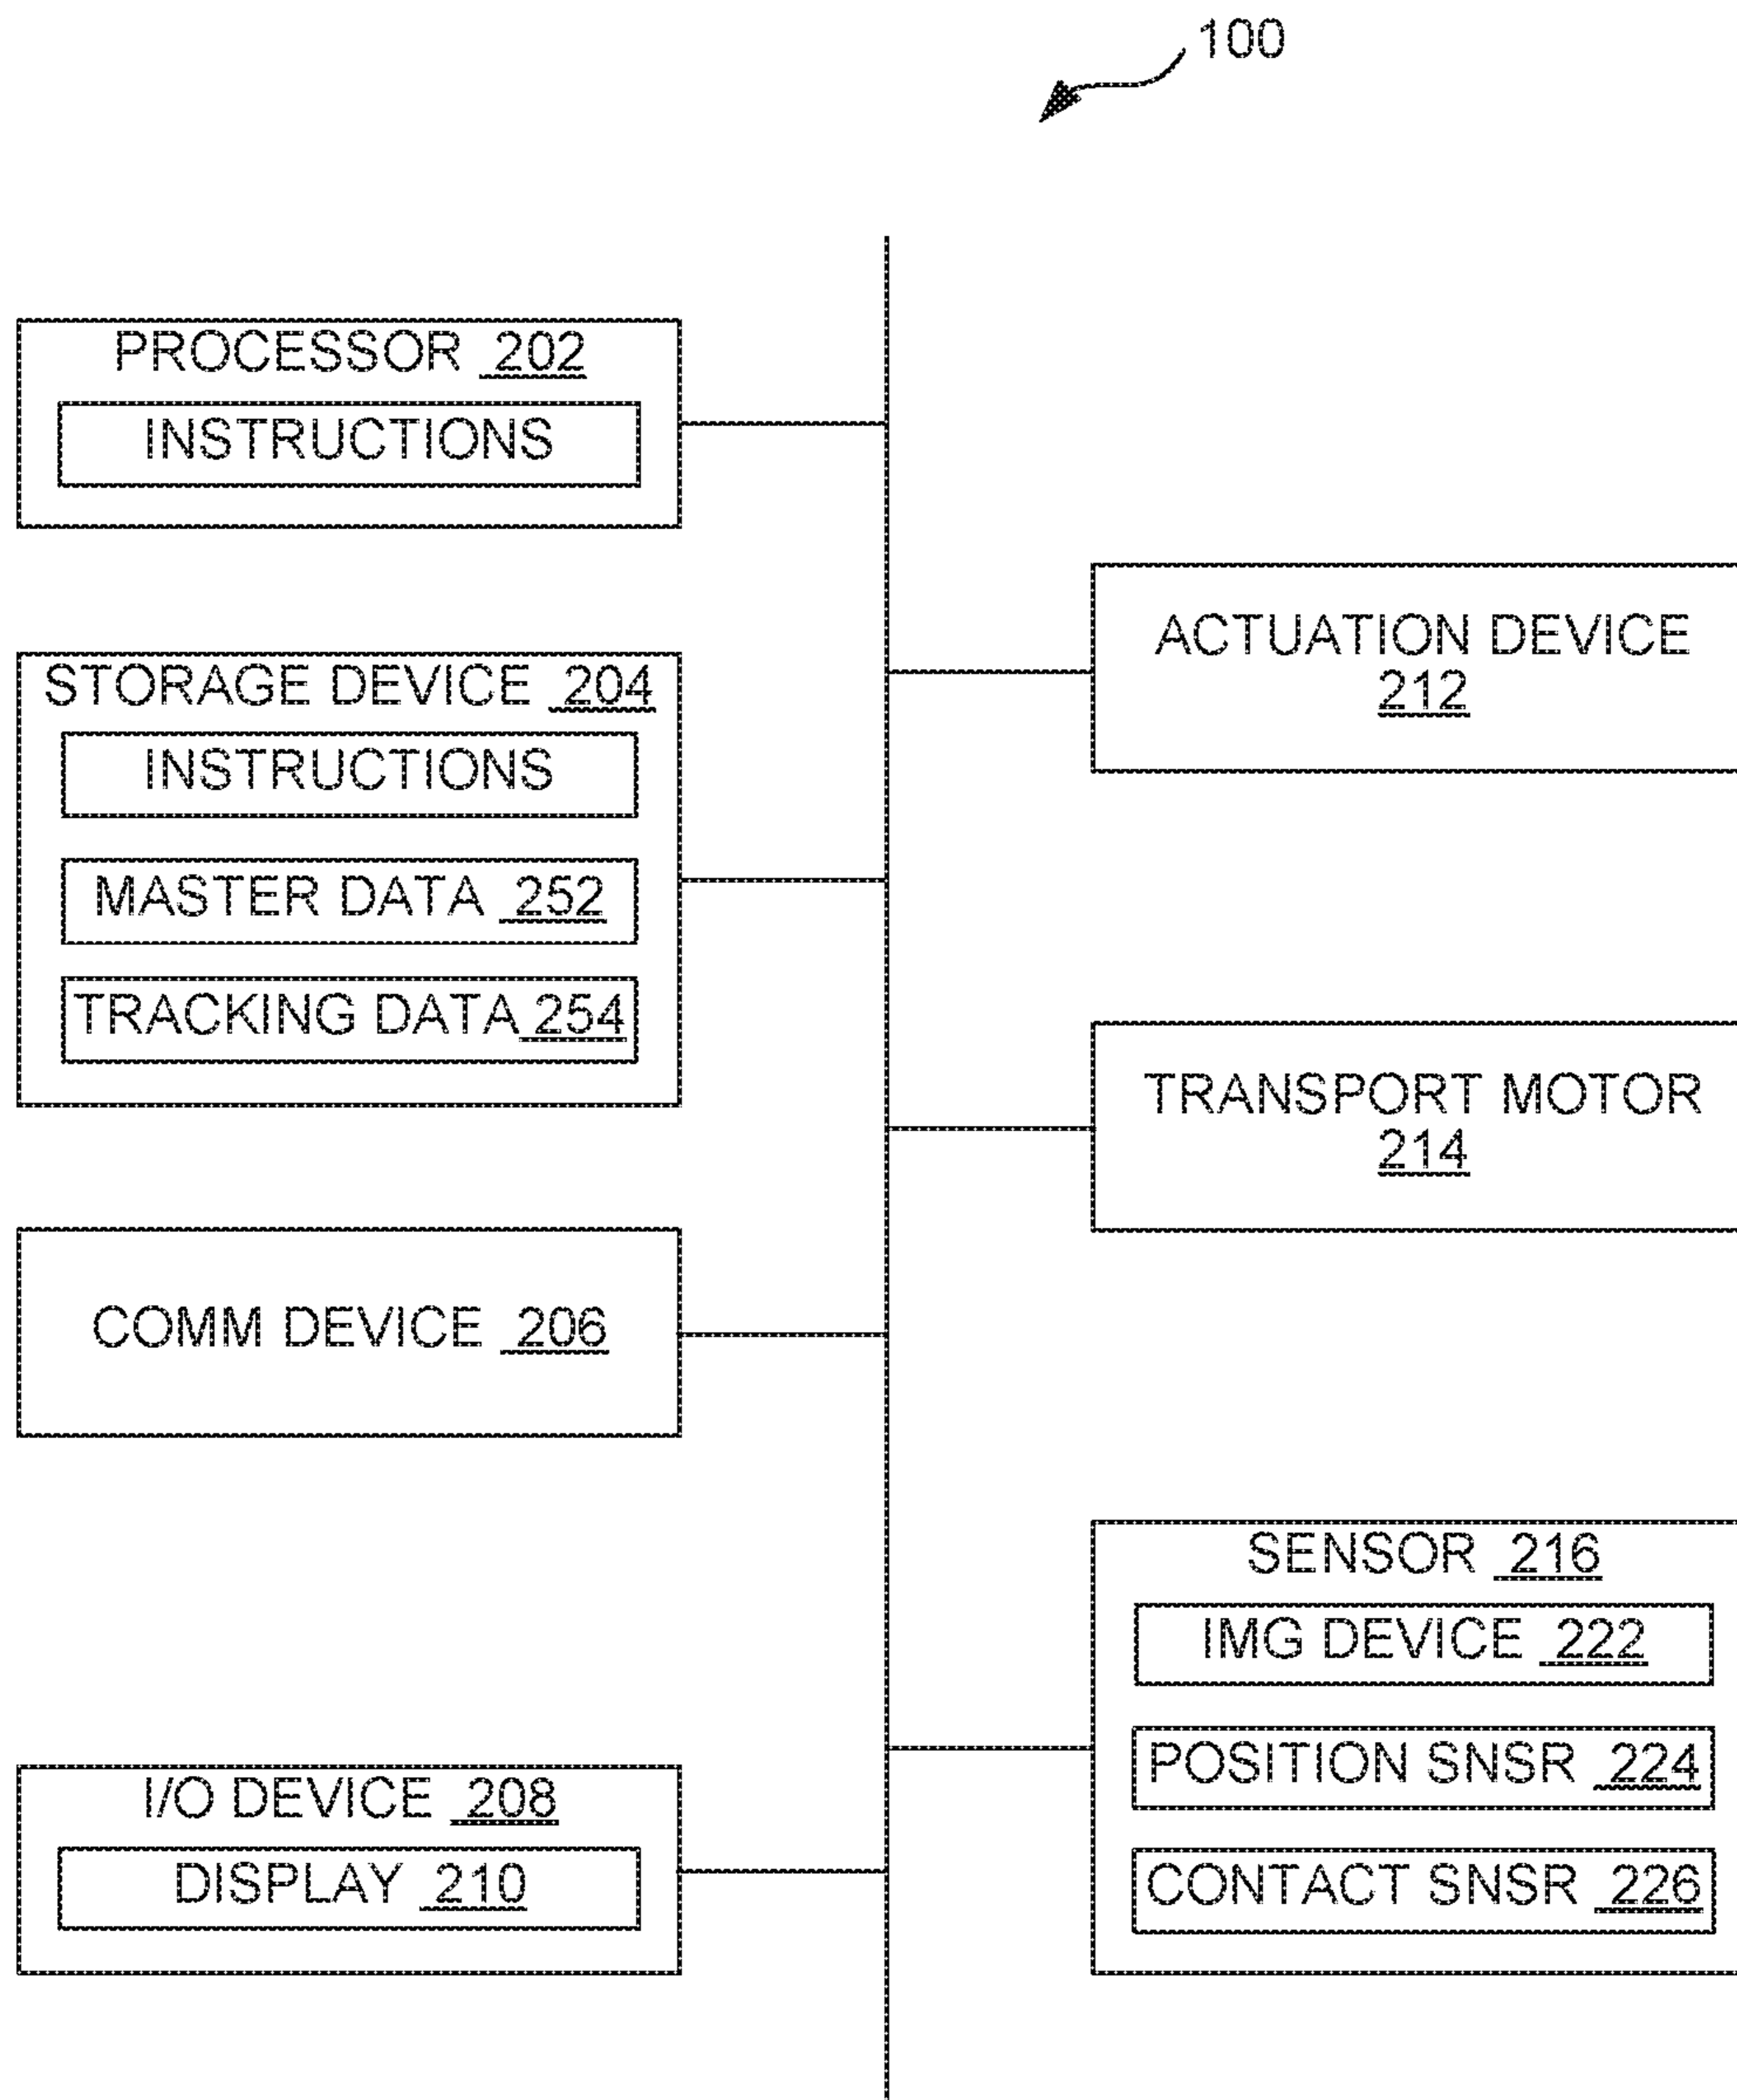 100
PROCESSOR 202
INSTRUCTIONS
STORAGE DEVICE 204
INSTRUCTIONS
MASTER DATA 252
TRACKING DATA 254
COMM DEVICE 206
I/O DEVICE 208
DISPLAY 210
ACTUATION DEVICE
212
TRANSPORT MOTOR
214
SENSOR 216
IMG DEVICE 222
POSITION SNSR 224
CONTACT SNSR 226